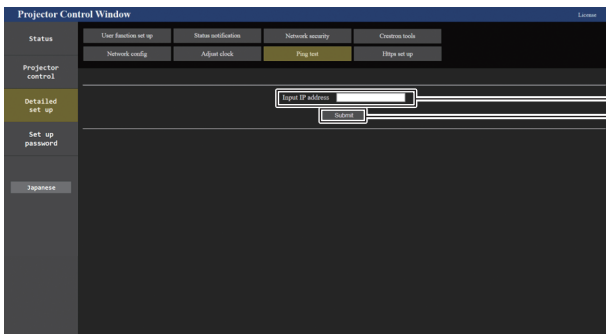 Projector Control Window
License
Status
User function set up
Status notification
Network security
Crestron tools
Network config
Adjust clock
Ping test
Https set up
Projector
control
Input IP address
Detailed
set up
Submit
Set up
password
Japanese